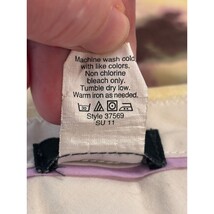 Machine wash cold
with like colors.
Non chlorine
bleach only.
Tumble dry low.
Warm iron as needed.
Style 37569
SU 11